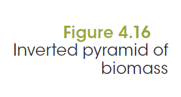 Figure 4.16
Inverted pyramid of
biomass